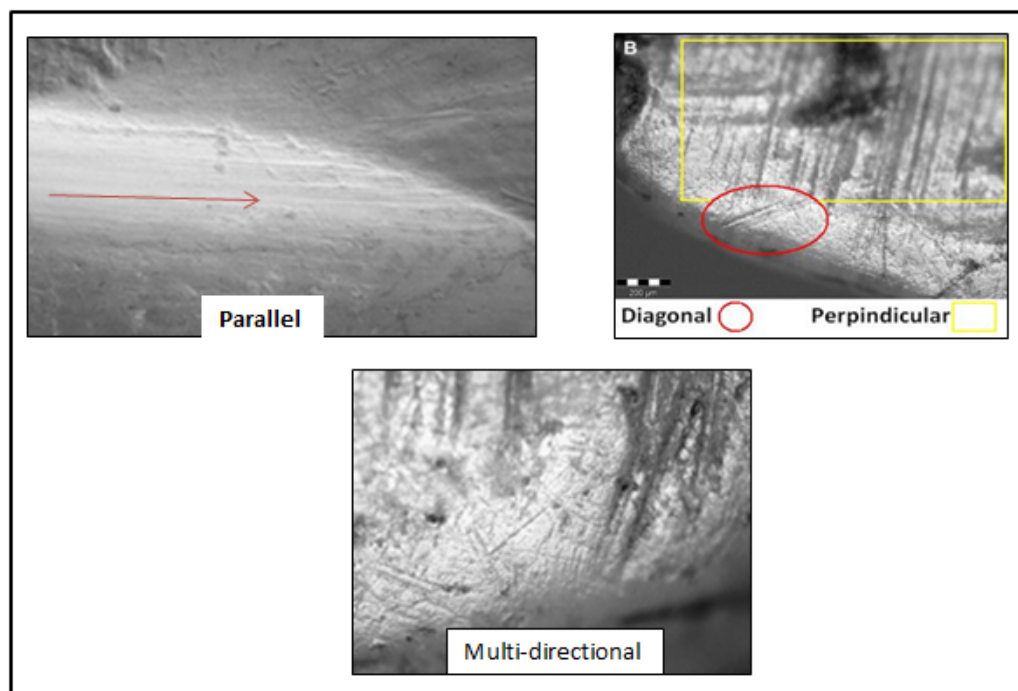 B
200 µm
Diagonal Perpindicular
Parallel
Multi-directional